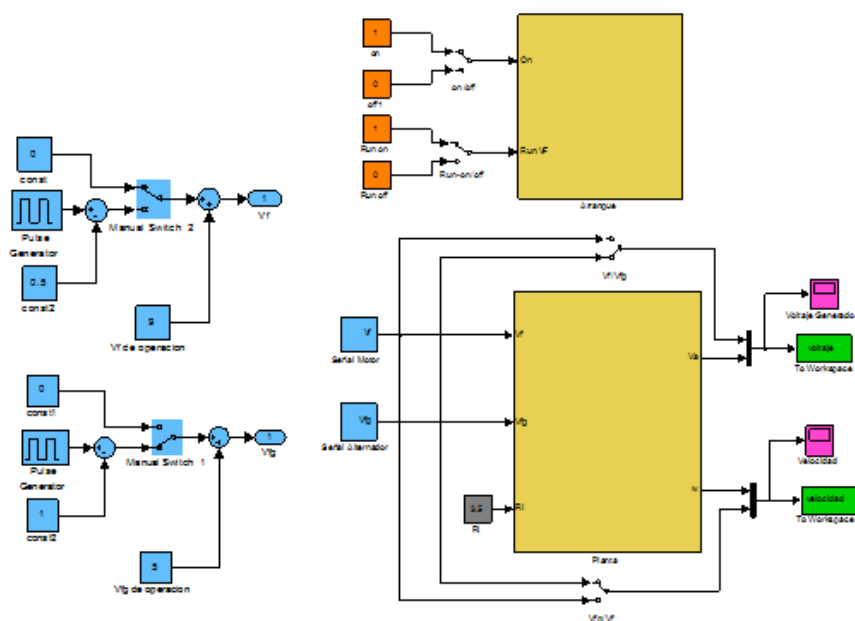 0
const
Pulse
Generator
0.5
const2
Manual Switch 2
9
Vf de operacion
1
Vf
0
const1
Pulse
Generator
1
const2
Manual Switch 1
5
Vfg de operacion
1
Vfg
1
on
0
off1
on/off
1
Run on
0
Run off
Run-on/off
On
Run VF
Arranque
Vf/Vfg
Vf
Señal Motor
Vfg
Señal Alternador
Vf
Vfg
Rl
Va
w
Planta
Rl
Vfg/Vf
Voltaje Generado
voltaje
To Workspace
Velocidad
velocidad
To Workspace